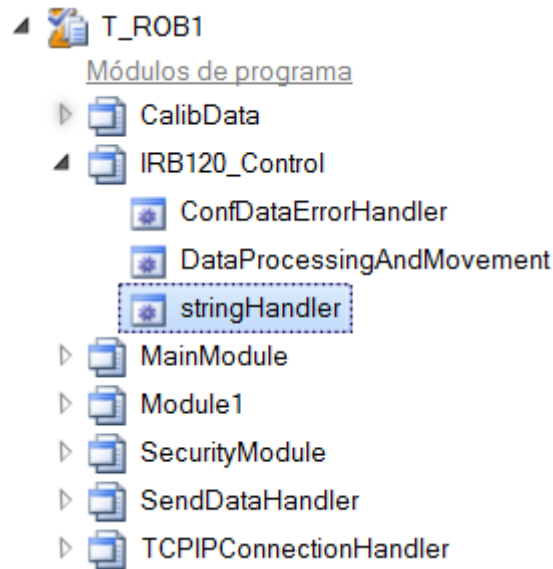 T_ROB1
Módulos de programa
CalibData
IRB120_Control
ConfDataErrorHandler
DataProcessingAndMovement
stringHandler
MainModule
Module1
SecurityModule
SendDataHandler
TCPIPConnectionHandler